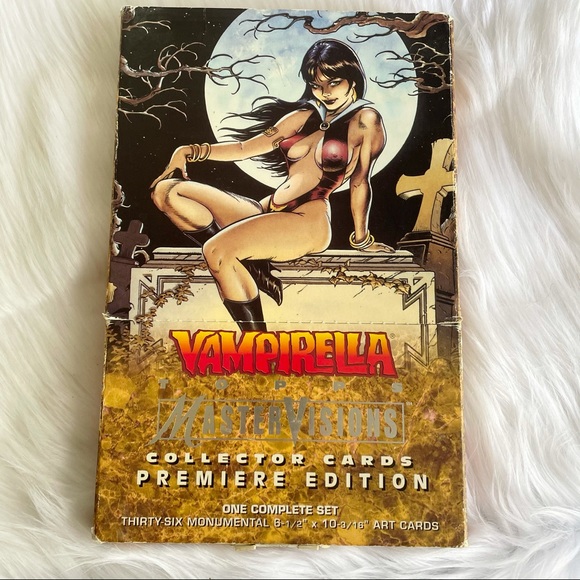 VAMPIRELLA
TOPPS
MASTERVISIONS
COLLECTOR CARDS
PREMIERE EDITION
ONE COMPLETE SET
THIRTY-SIX MONUMENTAL 6-1/2" x 10-3/16" ART CARDS